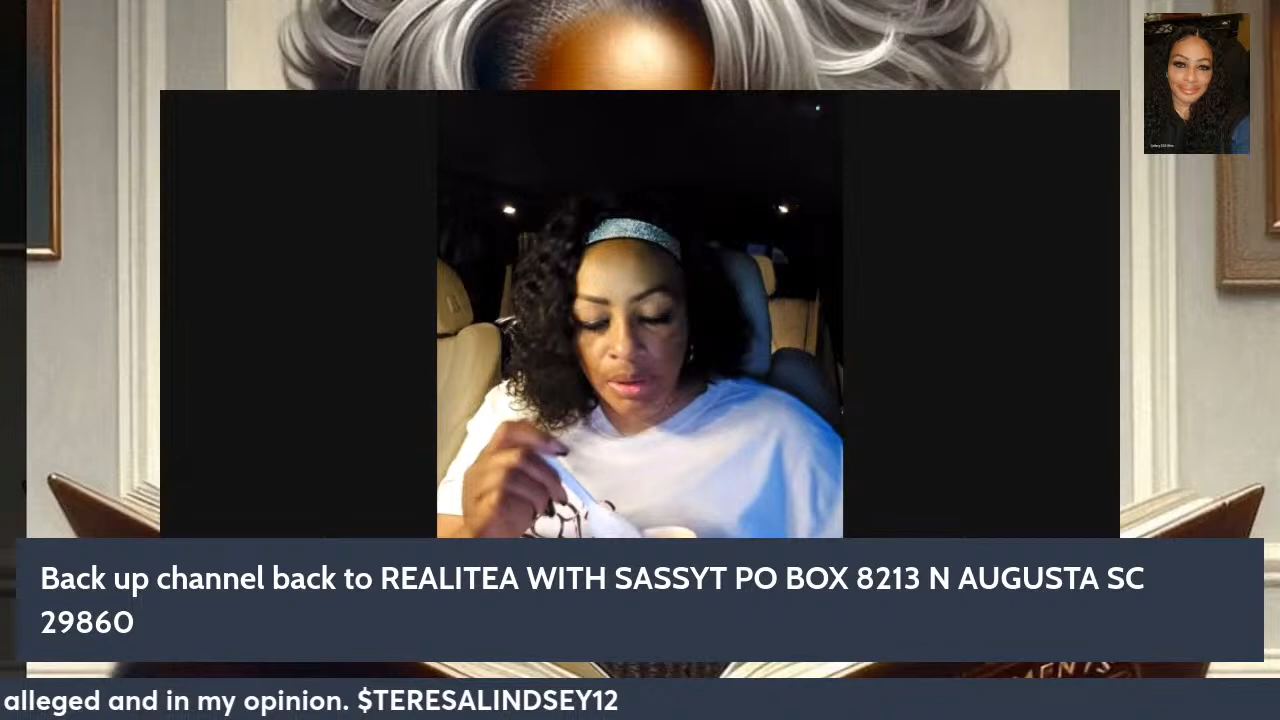 Back up channel back to REALITEA WITH SASSYT PO BOX 8213 N AUGUSTA SC
29860
alleged and in my opinion. $TERESALINDSEY12